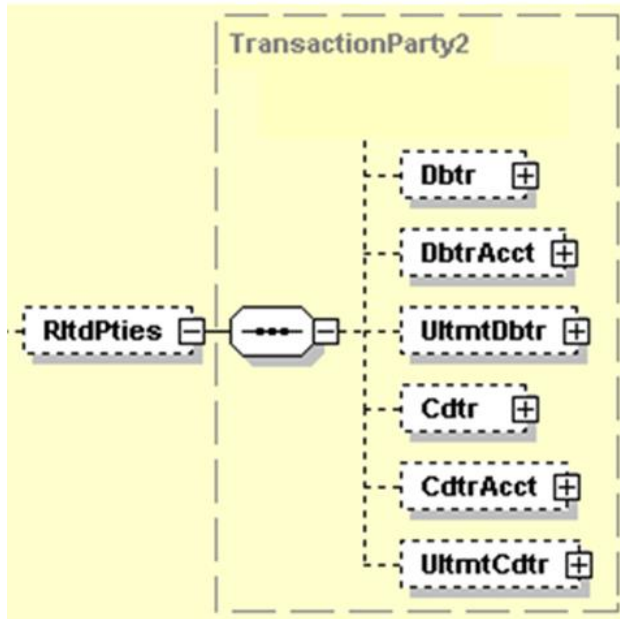 TransactionParty2
Dbtr
DbtrAcct
RltdPties
UltmtDbtr
Cdtr
CdtrAcct
UltmtCdtr